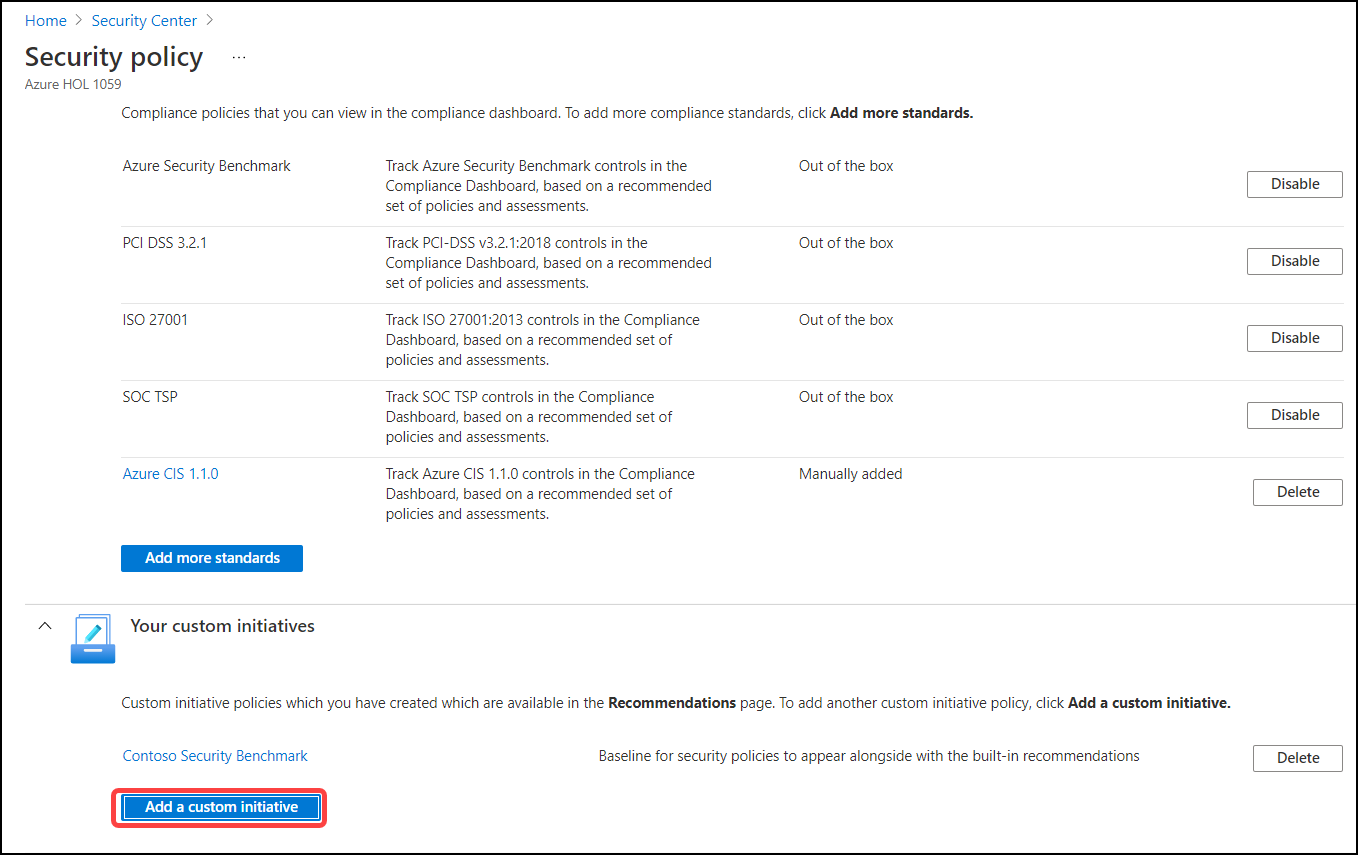 Home > Security Center >
Security policy ...
Azure HOL 1059
Compliance policies that you can view in the compliance dashboard. To add more compliance standards, click Add more standards.
Azure Security Benchmark
Track Azure Security Benchmark controls in the
Compliance Dashboard, based on a recommended
set of policies and assessments.
Out of the box
Disable
PCI DSS 3.2.1
Track PCI-DSS v3.2.1:2018 controls in the
Compliance Dashboard, based on a recommended
set of policies and assessments.
Out of the box
Disable
ISO 27001
Track ISO 27001:2013 controls in the Compliance
Dashboard, based on a recommended set of
policies and assessments.
Out of the box
Disable
SOC TSP
Track SOC TSP controls in the Compliance
Dashboard, based on a recommended set of
policies and assessments.
Out of the box
Disable
Azure CIS 1.1.0
Track Azure CIS 1.1.0 controls in the Compliance
Dashboard, based on a recommended set of
policies and assessments.
Manually added
Delete
Add more standards
Your custom initiatives
Custom initiative policies which you have created which are available in the Recommendations page. To add another custom initiative policy, click Add a custom initiative.
Contoso Security Benchmark
Baseline for security policies to appear alongside with the built-in recommendations
Delete
Add a custom initiative